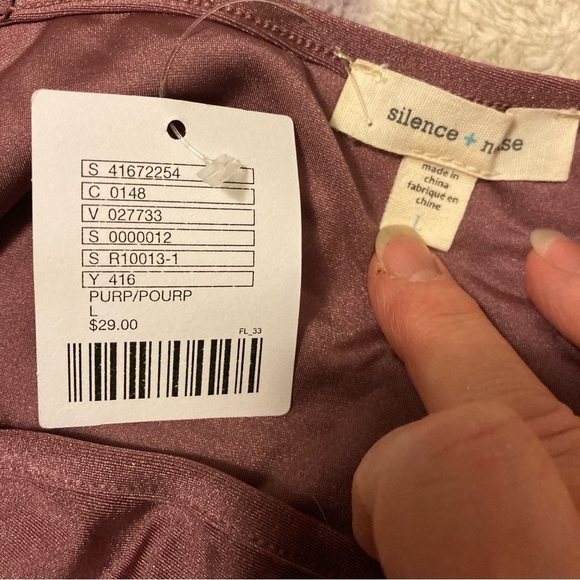 S 41672254
C 0148
V 027733
S 0000012
S R10013-1
Y 416
PURP/POURP
L
$29.00
FL_33
silence + noise
made in
china
fabriqué en
chine
L